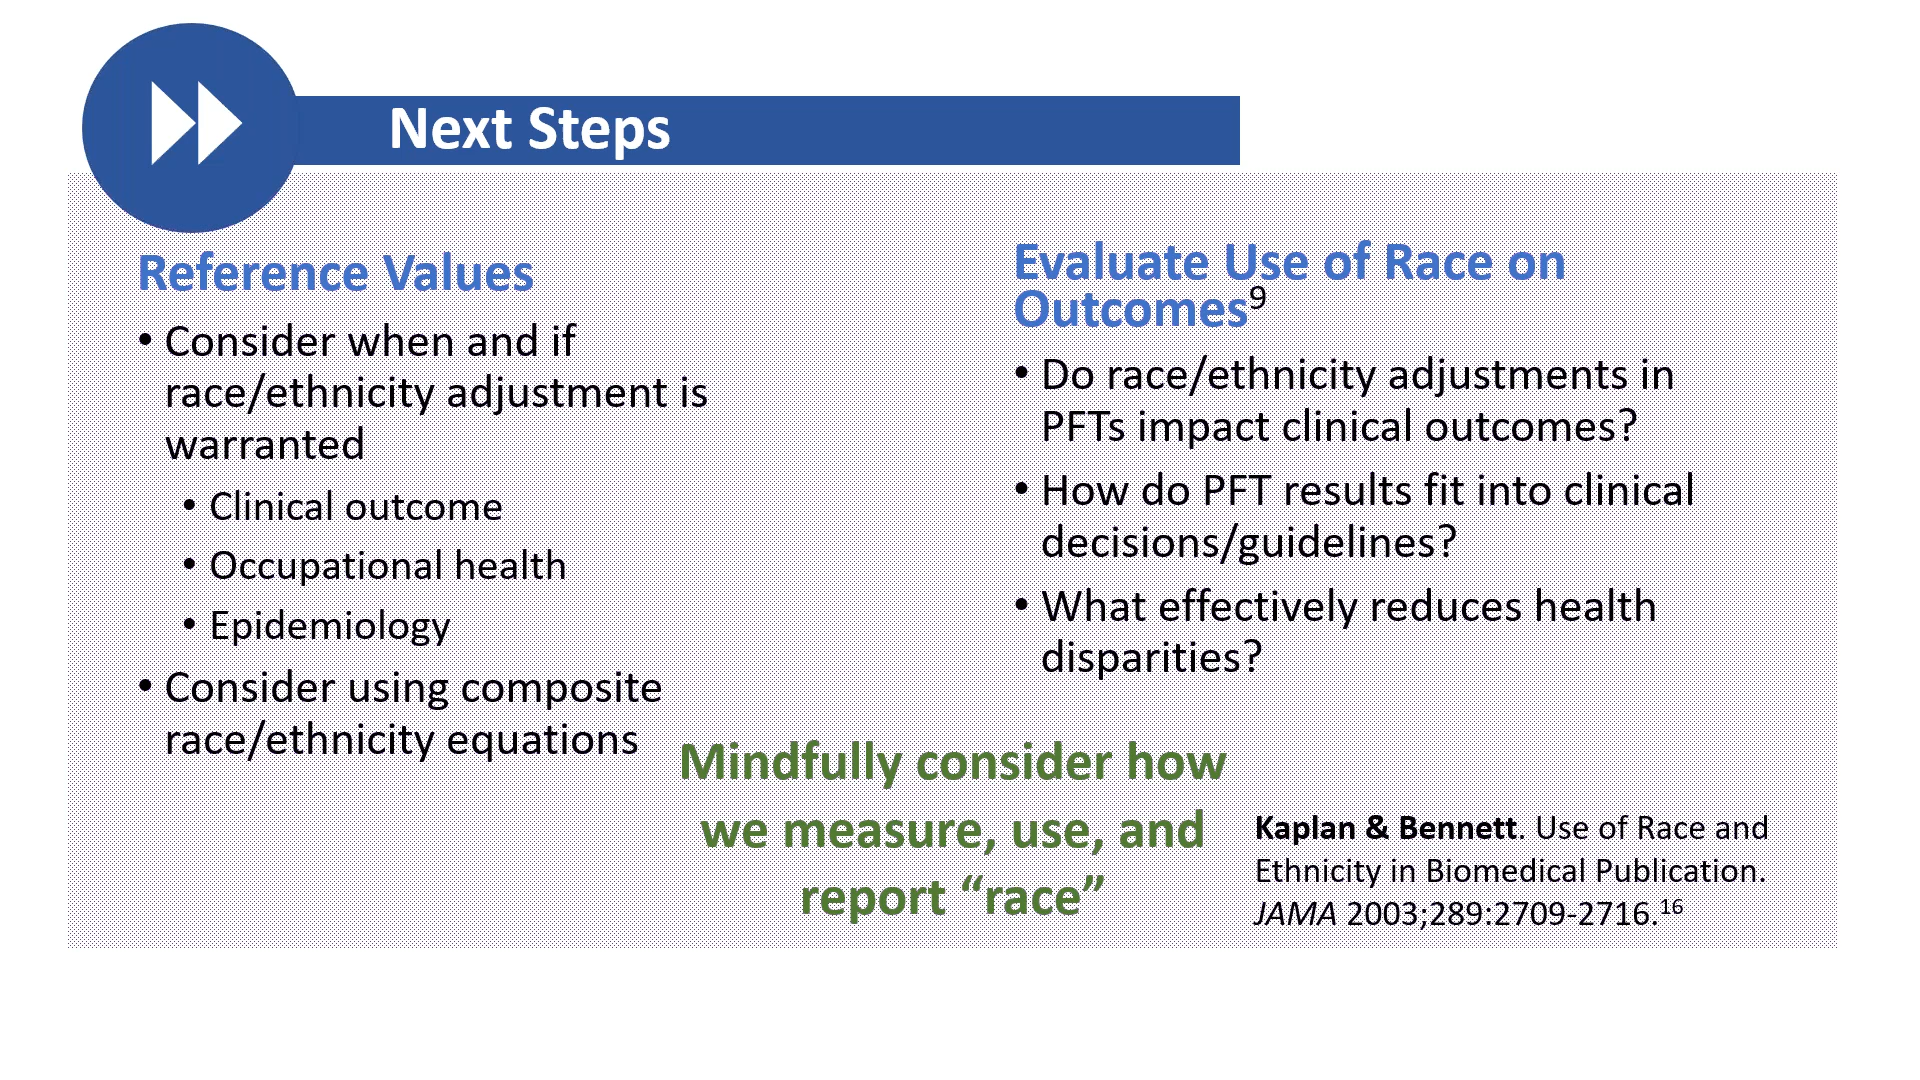 Next Steps
Reference Values
• Consider when and if
race/ethnicity adjustment is
warranted
• Clinical outcome
• Occupational health
• Epidemiology
• Consider using composite
race/ethnicity equations
Evaluate Use of Race on
Outcomes⁹
• Do race/ethnicity adjustments in
PFTs impact clinical outcomes?
• How do PFT results fit into clinical
decisions/guidelines?
• What effectively reduces health
disparities?
Mindfully consider how
we measure, use, and
report “race”
Kaplan & Bennett. Use of Race and
Ethnicity in Biomedical Publication.
JAMA 2003;289:2709-2716.¹⁶